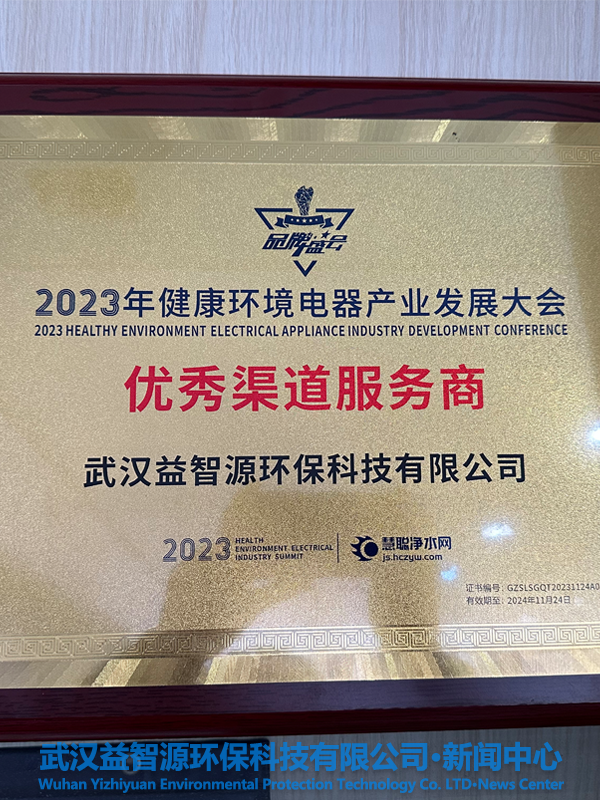 品牌盛会
2023年健康环境电器产业发展大会
2023 HEALTHY ENVIRONMENT ELECTRICAL APPLIANCE INDUSTRY DEVELOPMENT CONFERENCE
优秀渠道服务商
武汉益智源环保科技有限公司
2023 HEALTH
ENVIRONMENT ELECTRICAL
INDUSTRY SUMMIT
慧聪净水网
js.hczyw.com
证书编号：GZSLSGQT20231124A0
有效期至：2024年11月24日
武汉益智源环保科技有限公司•新闻中心
Wuhan Yizhiyuan Environmental Protection Technology Co. LTD•News Center